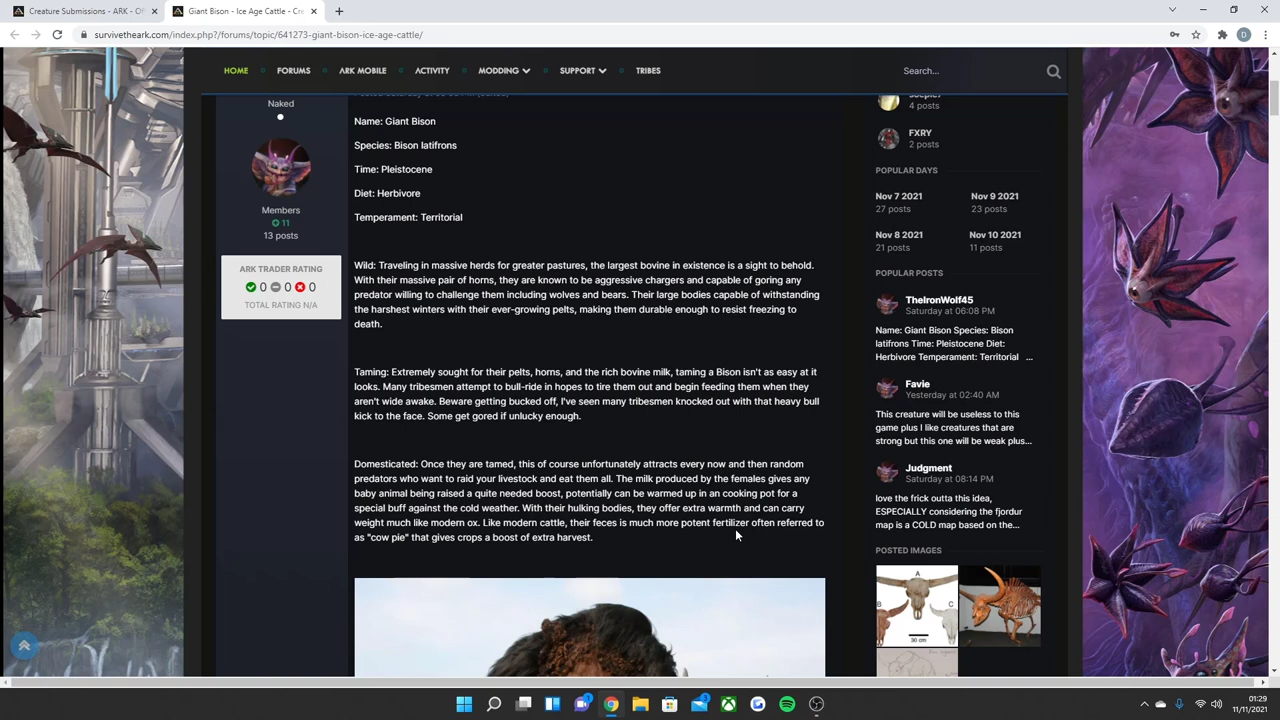 Creature Submissions - ARK - Of
Giant Bison - Ice Age Cattle - Cre
survivetheark.com/index.php?/forums/topic/641273-giant-bison-ice-age-cattle/
D
HOME
FORUMS
ARK MOBILE
ACTIVITY
MODDING
SUPPORT
TRIBES
Search...
Naked
Members
11
13 posts
ARK TRADER RATING
0 0 0
TOTAL RATING N/A
Name: Giant Bison
Species: Bison latifrons
Time: Pleistocene
Diet: Herbivore
Temperament: Territorial
Wild: Traveling in massive herds for greater pastures, the largest bovine in existence is a sight to behold.
With their massive pair of horns, they are known to be aggressive chargers and capable of goring any
predator willing to challenge them including wolves and bears. Their large bodies capable of withstanding
the harshest winters with their ever-growing pelts, making them durable enough to resist freezing to
death.
Taming: Extremely sought for their pelts, horns, and the rich bovine milk, taming a Bison isn't as easy at it
looks. Many tribesmen attempt to bull-ride in hopes to tire them out and begin feeding them when they
aren't wide awake. Beware getting bucked off, I've seen many tribesmen knocked out with that heavy bull
kick to the face. Some get gored if unlucky enough.
Domesticated: Once they are tamed, this of course unfortunately attracts every now and then random
predators who want to raid your livestock and eat them all. The milk produced by the females gives any
baby animal being raised a quite needed boost, potentially can be warmed up in an cooking pot for a
special buff against the cold weather. With their hulking bodies, they offer extra warmth and can carry
weight much like modern ox. Like modern cattle, their feces is much more potent fertilizer often referred to
as "cow pie" that gives crops a boost of extra harvest.
4 posts
FXRY
2 posts
POPULAR DAYS
Nov 7 2021
27 posts
Nov 9 2021
23 posts
Nov 8 2021
21 posts
Nov 10 2021
11 posts
POPULAR POSTS
TheIronWolf45
Saturday at 06:08 PM
Name: Giant Bison Species: Bison
latifrons Time: Pleistocene Diet:
Herbivore Temperament: Territorial ...
Favie
Yesterday at 02:40 AM
This creature will be useless to this
game plus I like creatures that are
strong but this one will be weak plus...
Judgment
Saturday at 08:14 PM
love the frick outta this idea,
ESPECIALLY considering the fjordur
map is a COLD map based on the...
POSTED IMAGES
A
B
C
30 cm
01:29
11/11/2021